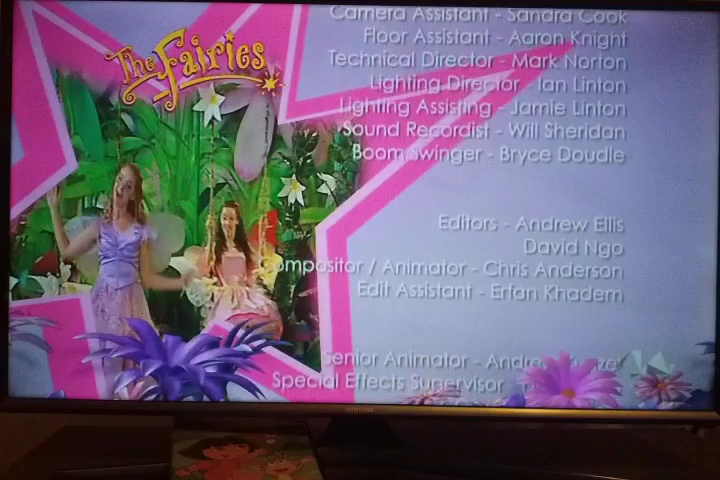 The Fairies
Camera Assistant - Sandra Cook
Floor Assistant - Aaron Knight
Technical Director - Mark Norton
Lighting Director - Ian Linton
Lighting Assisting - Jamie Linton
Sound Recordist - Will Sheridan
Boom Swinger - Bryce Doudle
Editors - Andrew Ellis
David Ngo
Compositor / Animator - Chris Anderson
Edit Assistant - Erfan Khadem
Senior Animator -
Special Effects Supervisor